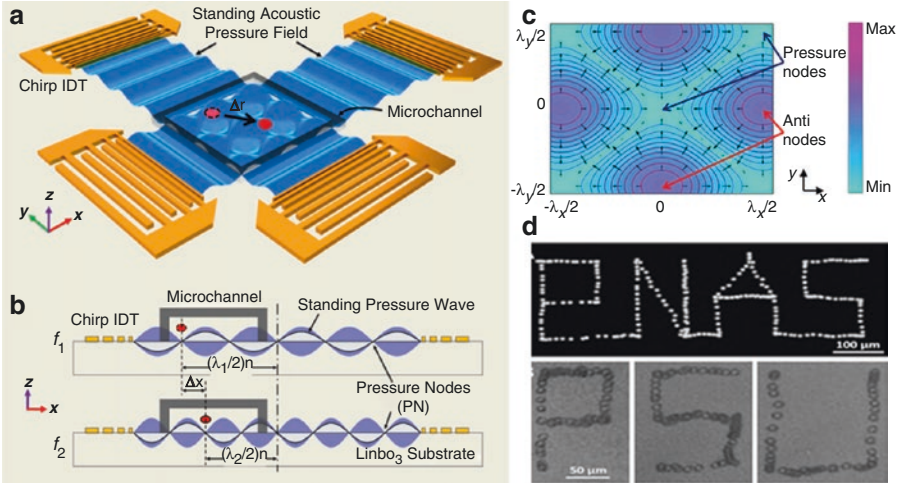 a
Standing Acoustic
Pressure Field
Chirp IDT
Δr
Microchannel
z
y
x
b
Microchannel
Chirp IDT
Standing Pressure Wave
f1
(λ1/2)n
Δx
Pressure Nodes
(PN)
z
x
f2
(λ2/2)n
Linbo3 Substrate
c
λy/2
0
-λy/2
-λx/2
0
λx/2
Max
Pressure
nodes
Anti
nodes
y
x
Min
d
PNAS
100 µm
PSU
50 µm